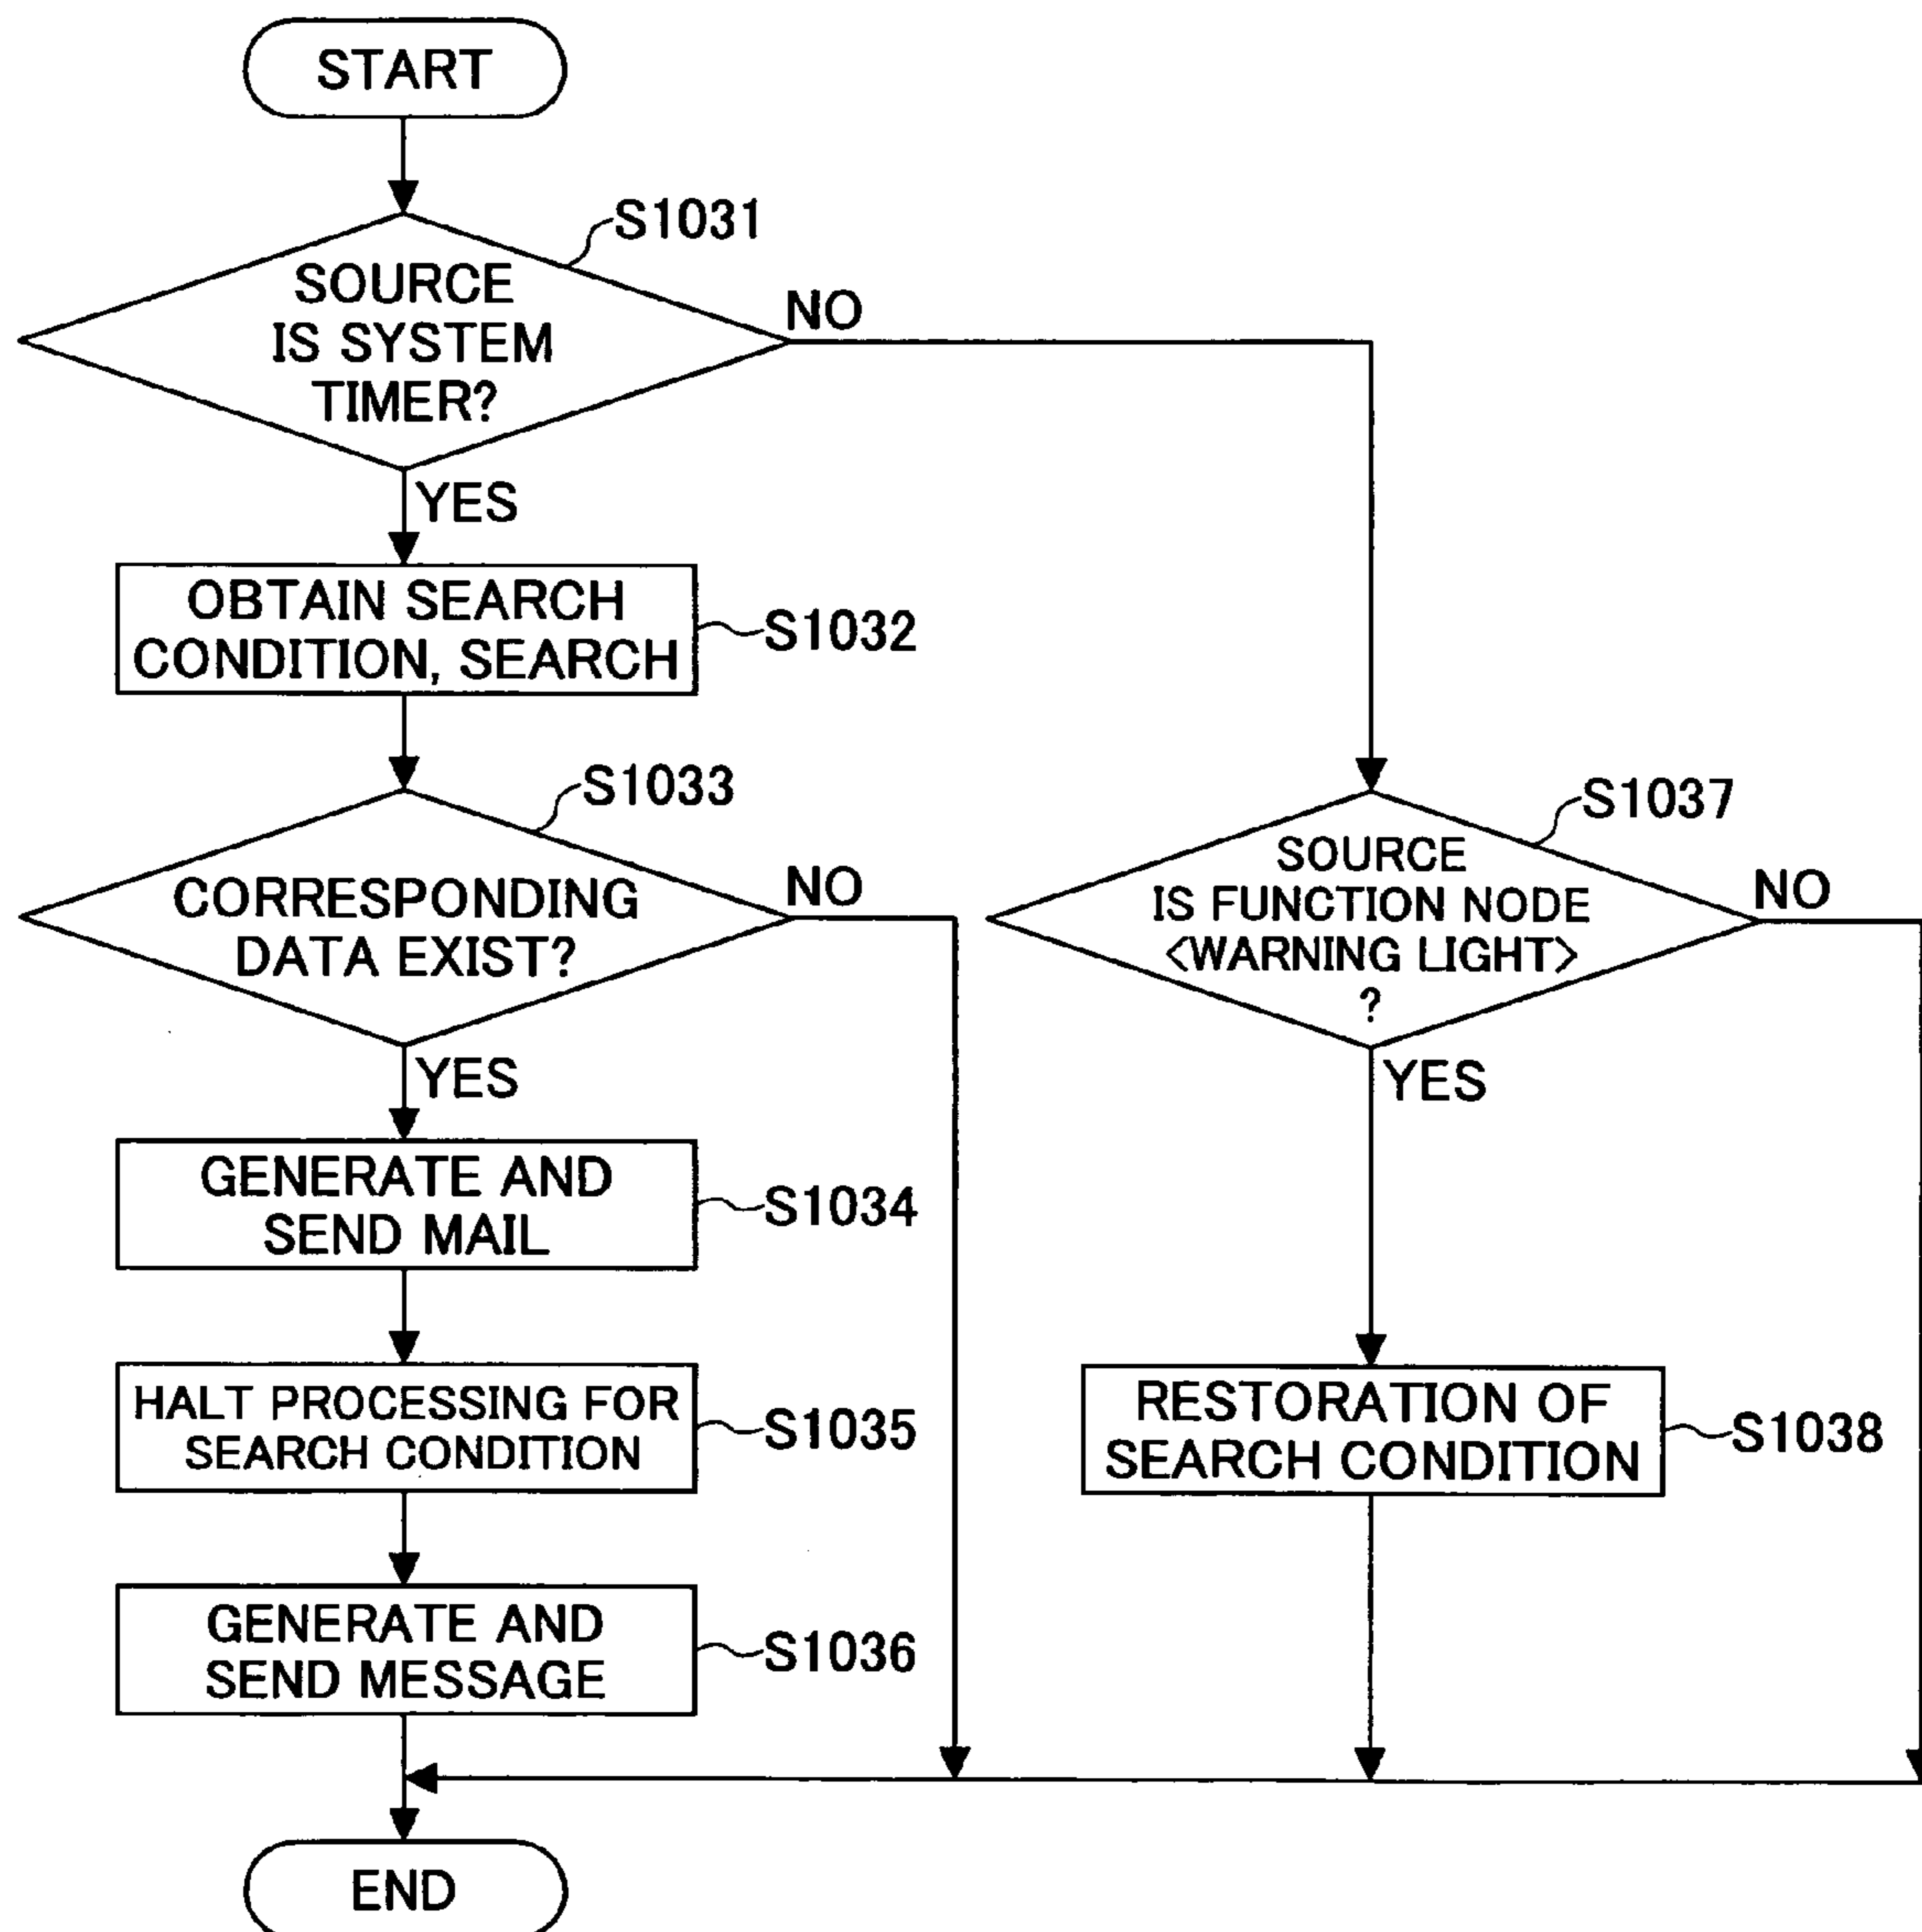 START
S1031
SOURCE
IS SYSTEM
TIMER?
NO
YES
OBTAIN SEARCH
CONDITION, SEARCH
S1032
S1033
CORRESPONDING
DATA EXIST?
NO
YES
S1037
SOURCE
IS FUNCTION NODE
<WARNING LIGHT>
?
NO
YES
GENERATE AND
SEND MAIL
S1034
HALT PROCESSING FOR
SEARCH CONDITION
S1035
RESTORATION OF
SEARCH CONDITION
S1038
GENERATE AND
SEND MESSAGE
S1036
END